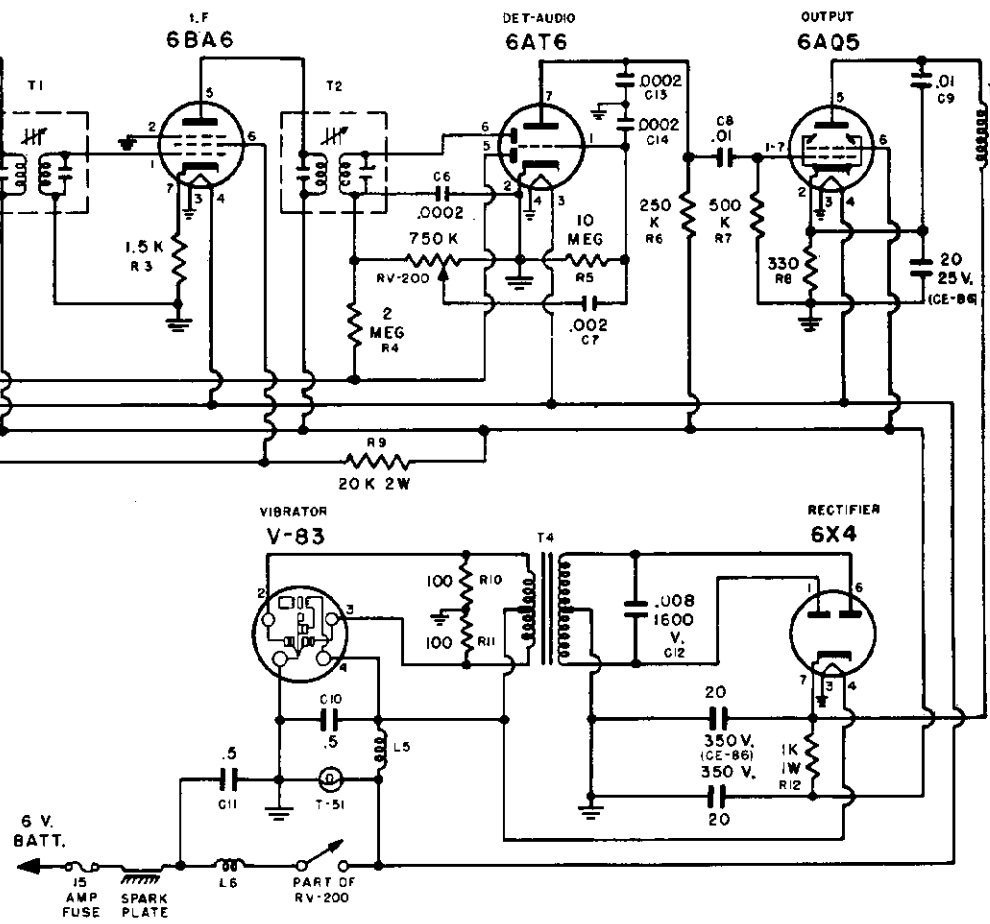 I.F
6BA6
DET-AUDIO
6AT6
OUTPUT
6AQ5
T1
5
2
6
1
7
3
4
1.5 K
R3
T2
6
5
7
1
2
4
3
.0002
C13
.0002
C14
C6
.0002
750 K
RV-200
2
MEG
R4
10
MEG
R5
.002
C7
C8
.01
250
K
R6
500
K
R7
5
1-7
6
2
3
4
.01
C9
330
R8
20
25 V.
(CE-86)
R9
20 K 2W
VIBRATOR
V-83
2
3
4
100
R10
100
R11
T4
.008
1600
V.
C12
RECTIFIER
6X4
1
6
7
3
4
C10
.5
L5
.5
C11
T-51
20
350 V.
(CE-86)
350 V.
20
1K
1W
R12
6 V.
BATT.
15
AMP
FUSE
SPARK
PLATE
L6
PART OF
RV-200